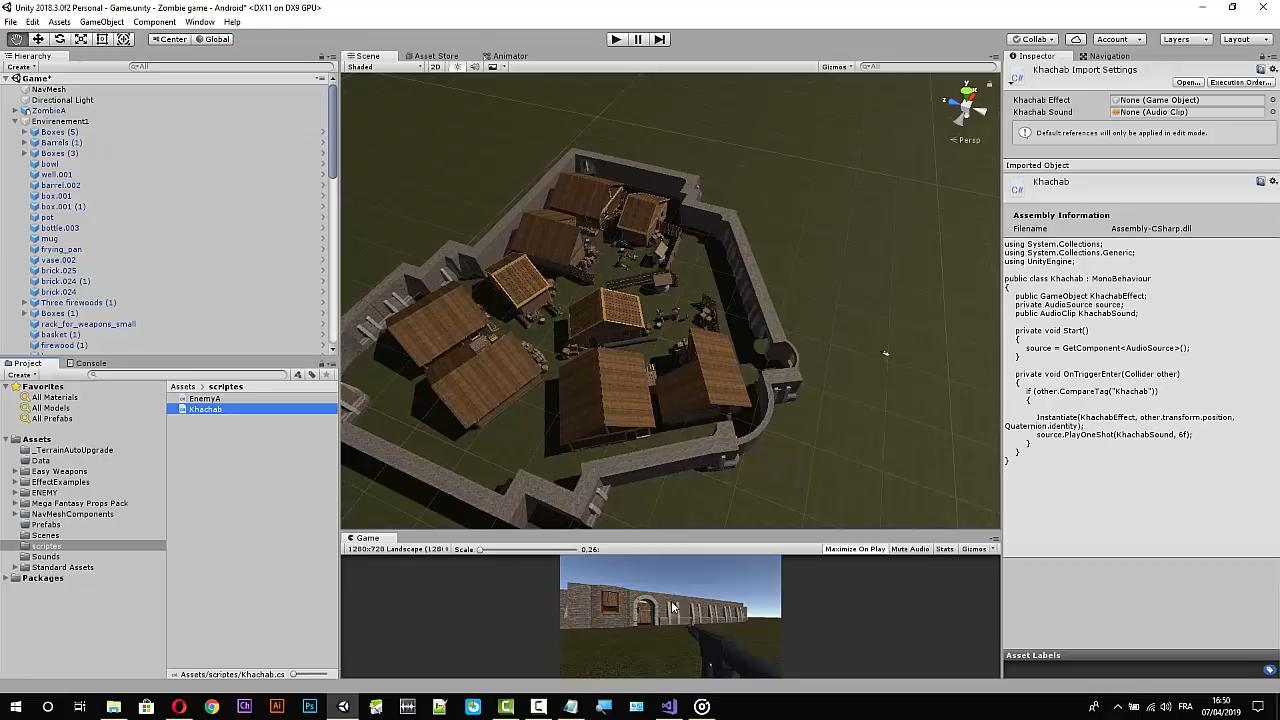 Unity 2018.3.0f2 - Game.unity - Zombie game - Android* <DX11 on DX9 GPU>
File Edit Assets GameObject Component Window Help
Center Global Collab Account Layers Layout
Hierarchy
Create All
Game*
NavMesh
Directional Light
ZombieA
Envirenement1
Boxes (5)
Barrels (1)
Boxes (3)
bowl
well.001
barrel.002
box.001
box.001 (1)
pot
bottle.003
mug
frying_pan
vase.002
brick.025
brick.024 (1)
brick.024
Three firewoods (1)
Boxes (1)
rack_for_weapons_small
basket (1)
firewood (1)
Scene Asset Store Animator
Shaded 2D Gizmos All
y
x
z
Persp
Project Console
Create
Favorites
All Materials
All Models
All Prefabs
Assets
_TerrainAutoUpgrade
Data
Easy Weapons
EffectExamples
ENEMY
Mega Fantasy Props Pack
NavMeshComponents
Prefabs
Scenes
scriptes
Sounds
Standard Assets
Packages
Assets scriptes
EnemyA
Khachab
Assets/scriptes/Khachab.cs
Game
1280x720 Landscape (128 Scale 0.26: Maximize On Play Mute Audio Stats Gizmos
Inspector Navigation
Khachab Import Settings
Open... Execution Order...
Khachab Effect None (Game Object)
Khachab Sound None (Audio Clip)
Default references will only be applied in edit mode.
Imported Object
Khachab
Assembly Information
Filename Assembly-CSharp.dll
using System.Collections;
using System.Collections.Generic;
using UnityEngine;
public class Khachab : MonoBehaviour
{
public GameObject KhachabEffect;
private AudioSource source;
public AudioClip KhachabSound;
private void Start()
{
source = GetComponent<AudioSource>();
}
private void OnTriggerEnter(Collider other)
{
if (other.CompareTag("Khachab"))
{
Instantiate(KhachabEffect, other.transform.position,
Quaternion.identity);
source.PlayOneShot(KhachabSound, 6f);
}
}
}
Asset Labels
Ch Ai Ps
FRA
16:50
07/04/2019